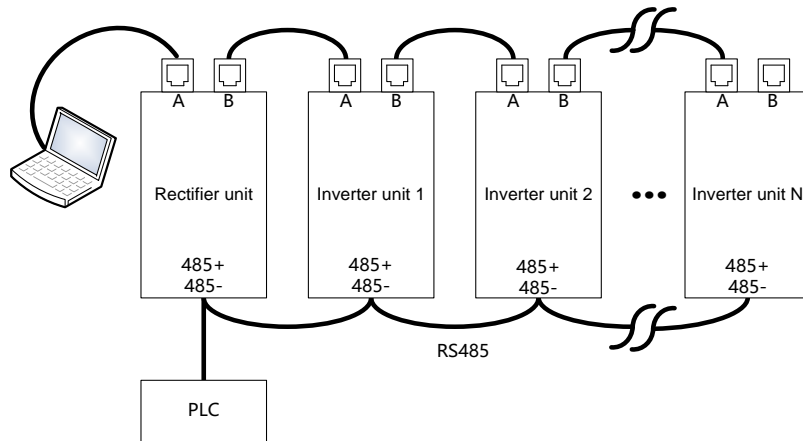 A B A B A B A B
Rectifier unit Inverter unit 1 Inverter unit 2 ••• Inverter unit N
485+ 485+ 485+ 485+
485- 485- 485- 485-
RS485
PLC